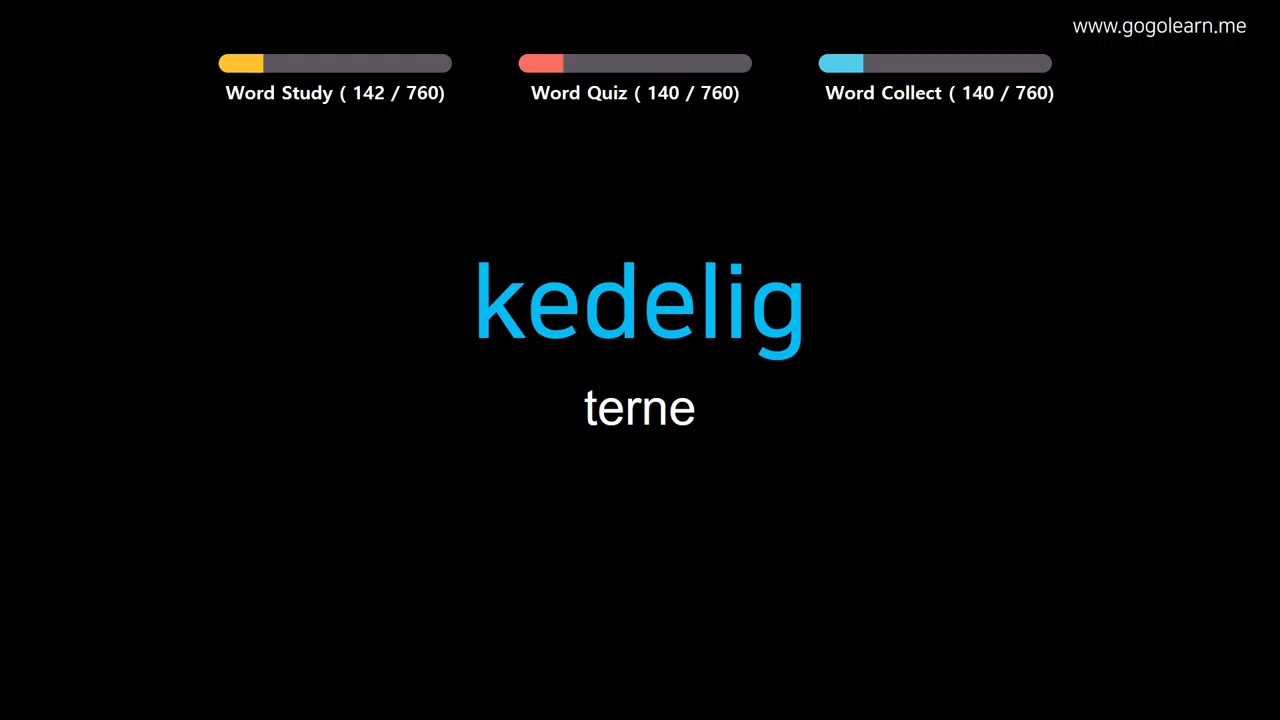 www.gogolearn.me
Word Study ( 142 / 760)
Word Quiz ( 140 / 760)
Word Collect ( 140 / 760)
kedelig
terne